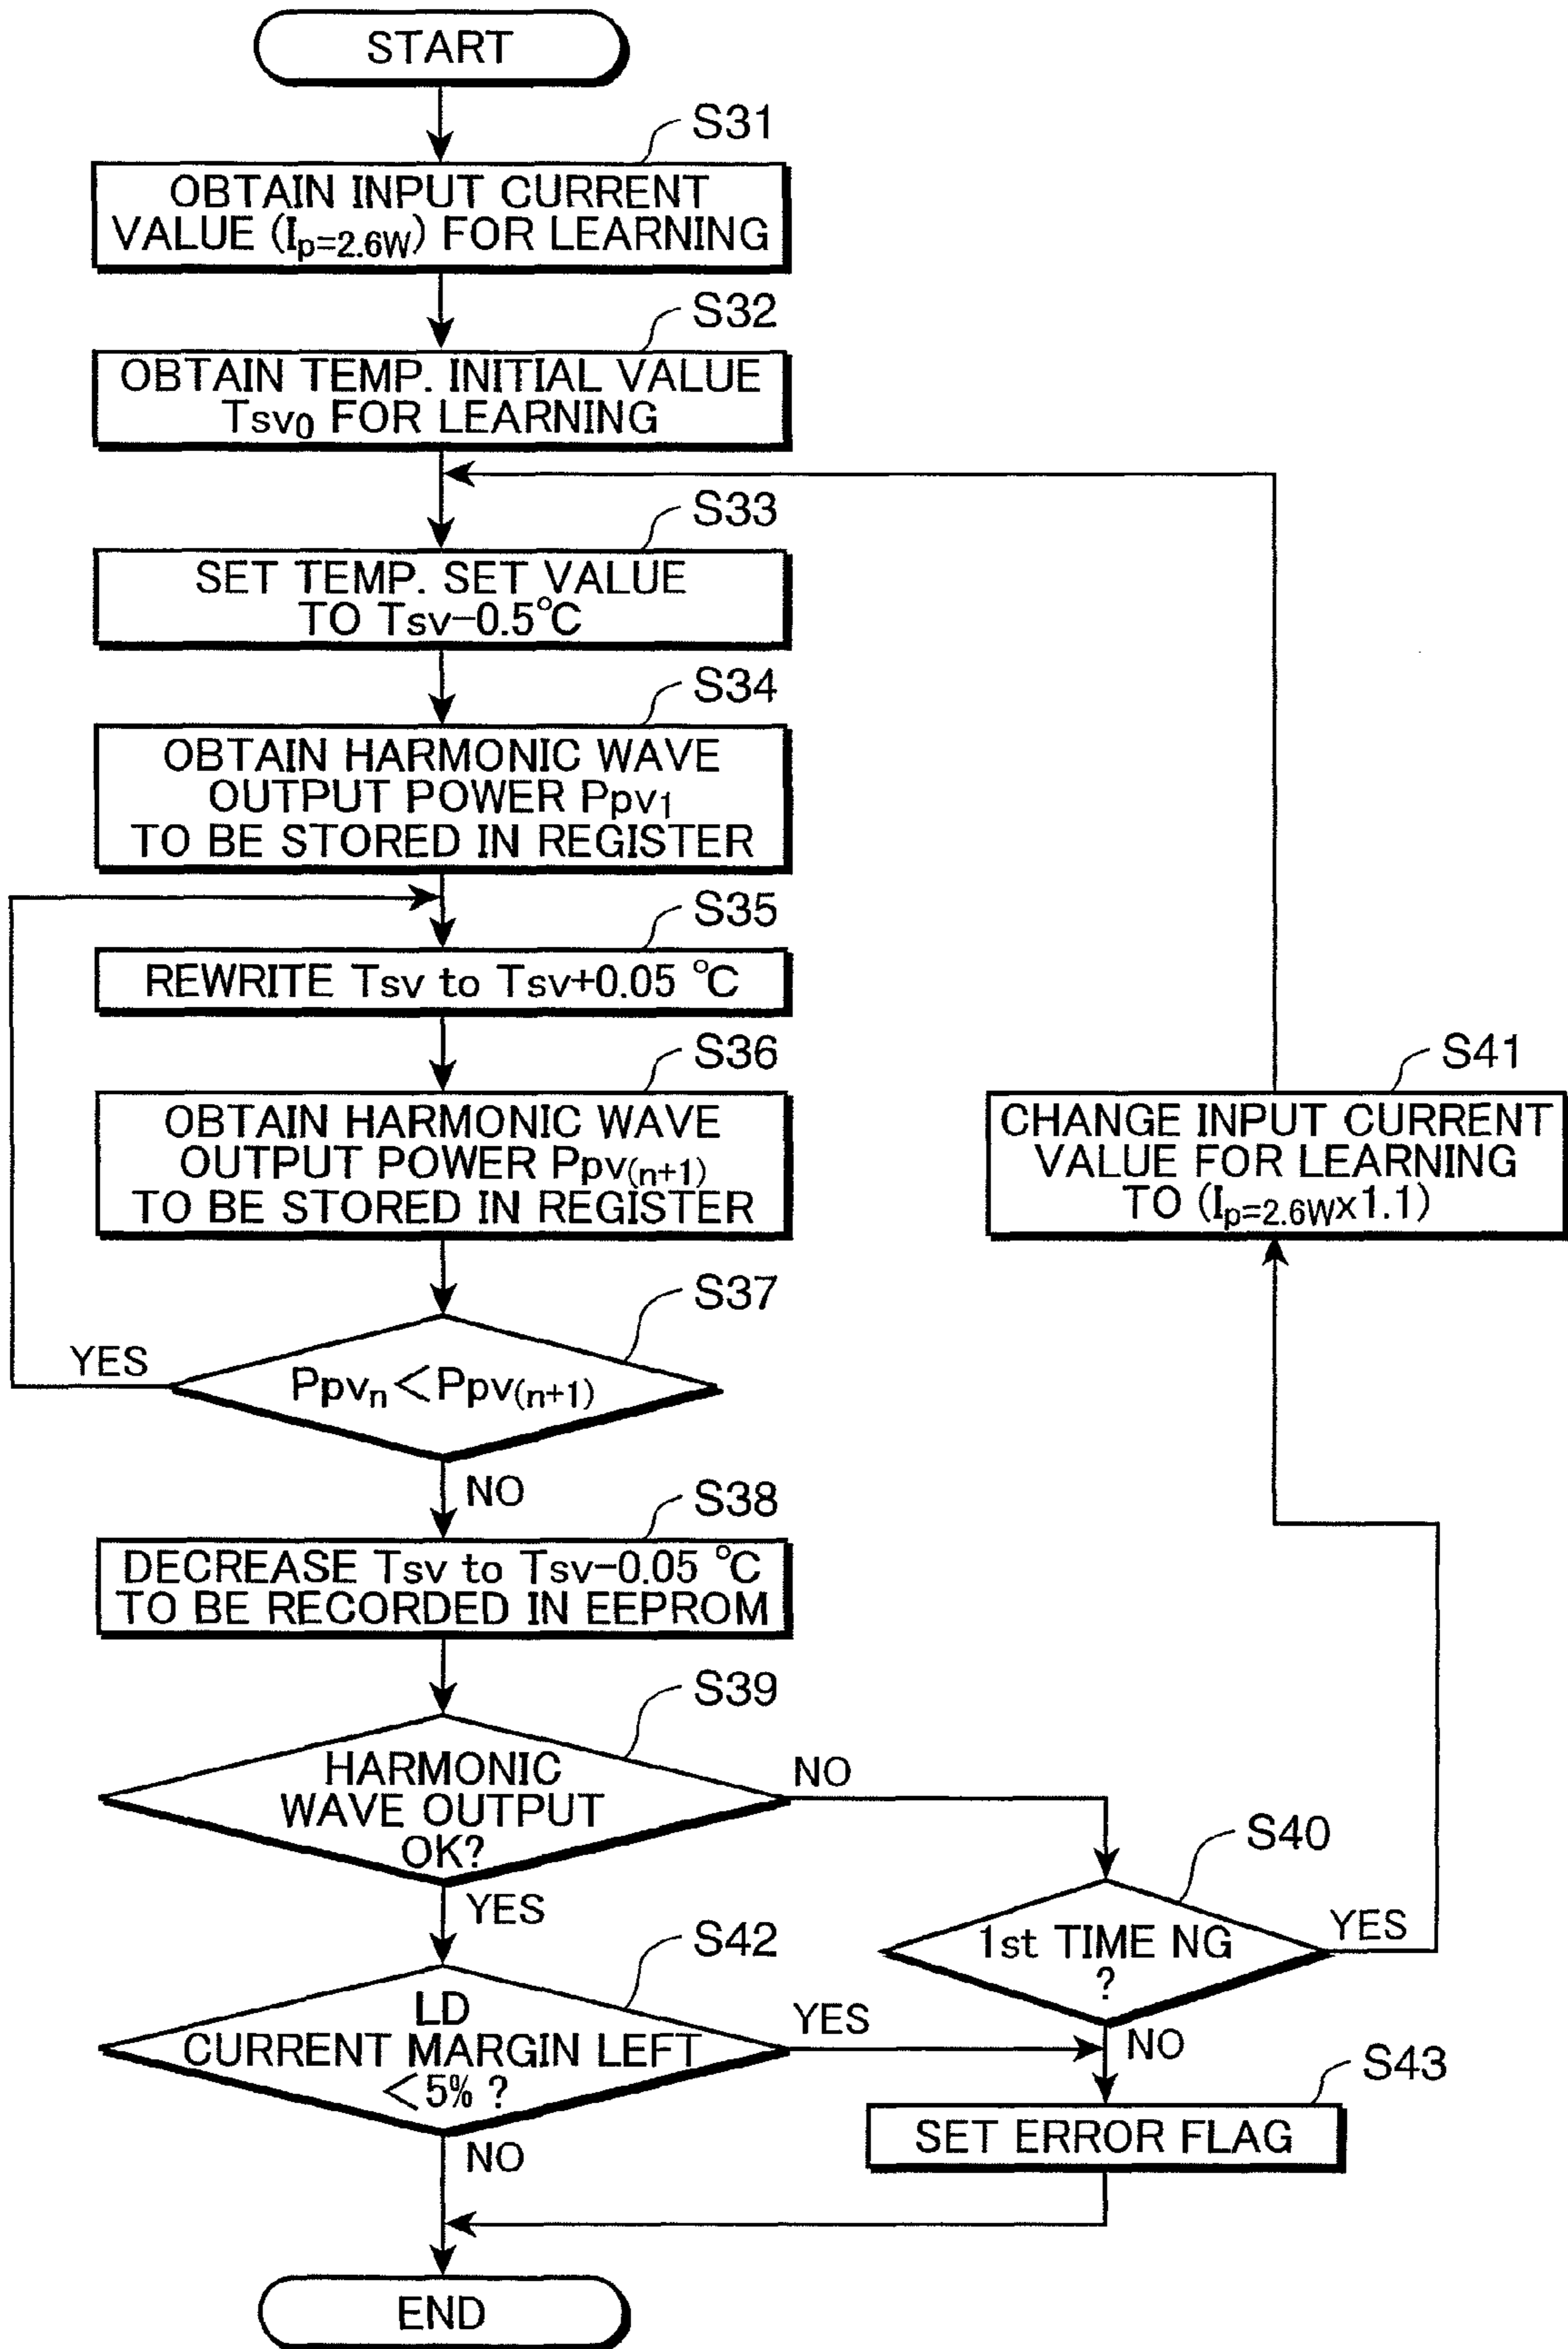 START
S31
OBTAIN INPUT CURRENT
VALUE (Ip=2.6W) FOR LEARNING
S32
OBTAIN TEMP. INITIAL VALUE
Tsv0 FOR LEARNING
S33
SET TEMP. SET VALUE
TO Tsv-0.5°C
S34
OBTAIN HARMONIC WAVE
OUTPUT POWER Ppv1
TO BE STORED IN REGISTER
S35
REWRITE Tsv to Tsv+0.05 °C
S36
OBTAIN HARMONIC WAVE
OUTPUT POWER Ppv(n+1)
TO BE STORED IN REGISTER
S41
CHANGE INPUT CURRENT
VALUE FOR LEARNING
TO (Ip=2.6Wx1.1)
S37
YES
Ppvn<Ppv(n+1)
NO
S38
DECREASE Tsv to Tsv-0.05 °C
TO BE RECORDED IN EEPROM
S39
HARMONIC
WAVE OUTPUT
OK?
NO
YES
S40
1st TIME NG
?
YES
NO
S42
LD
CURRENT MARGIN LEFT
<5% ?
YES
NO
S43
SET ERROR FLAG
END